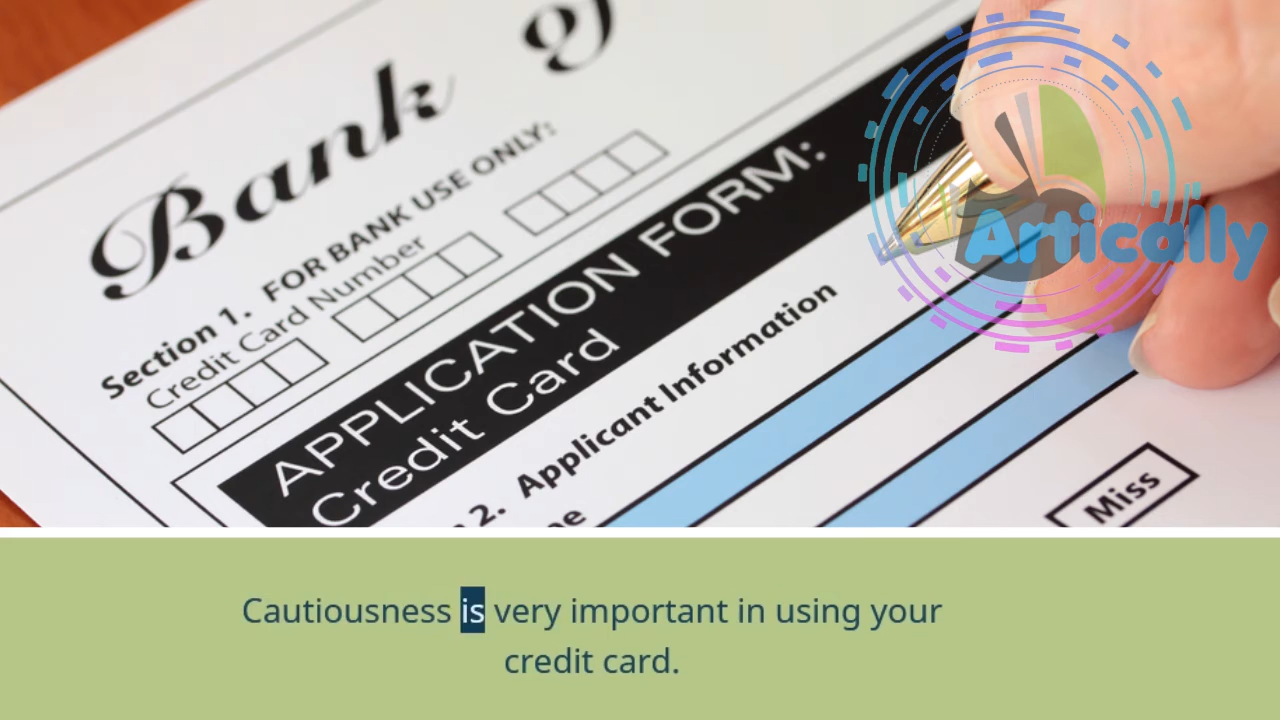 Bank
Section 1. FOR BANK USE ONLY:
Credit Card Number
APPLICATION FORM:
Credit Card
2. Applicant Information
Miss
Artically
Cautiousness is very important in using your
credit card.